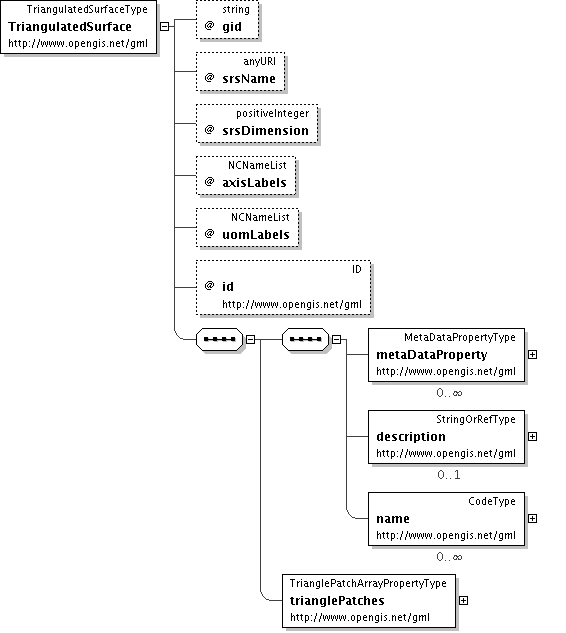 TriangulatedSurfaceType
TriangulatedSurface
http://www.opengis.net/gml
string
@ gid
anyURI
@ srsName
positiveInteger
@ srsDimension
NCNameList
@ axisLabels
NCNameList
@ uomLabels
ID
@ id
http://www.opengis.net/gml
MetaDataPropertyType
metaDataProperty
http://www.opengis.net/gml
0..∞
StringOrRefType
description
http://www.opengis.net/gml
0..1
CodeType
name
http://www.opengis.net/gml
0..∞
TrianglePatchArrayPropertyType
trianglePatches
http://www.opengis.net/gml